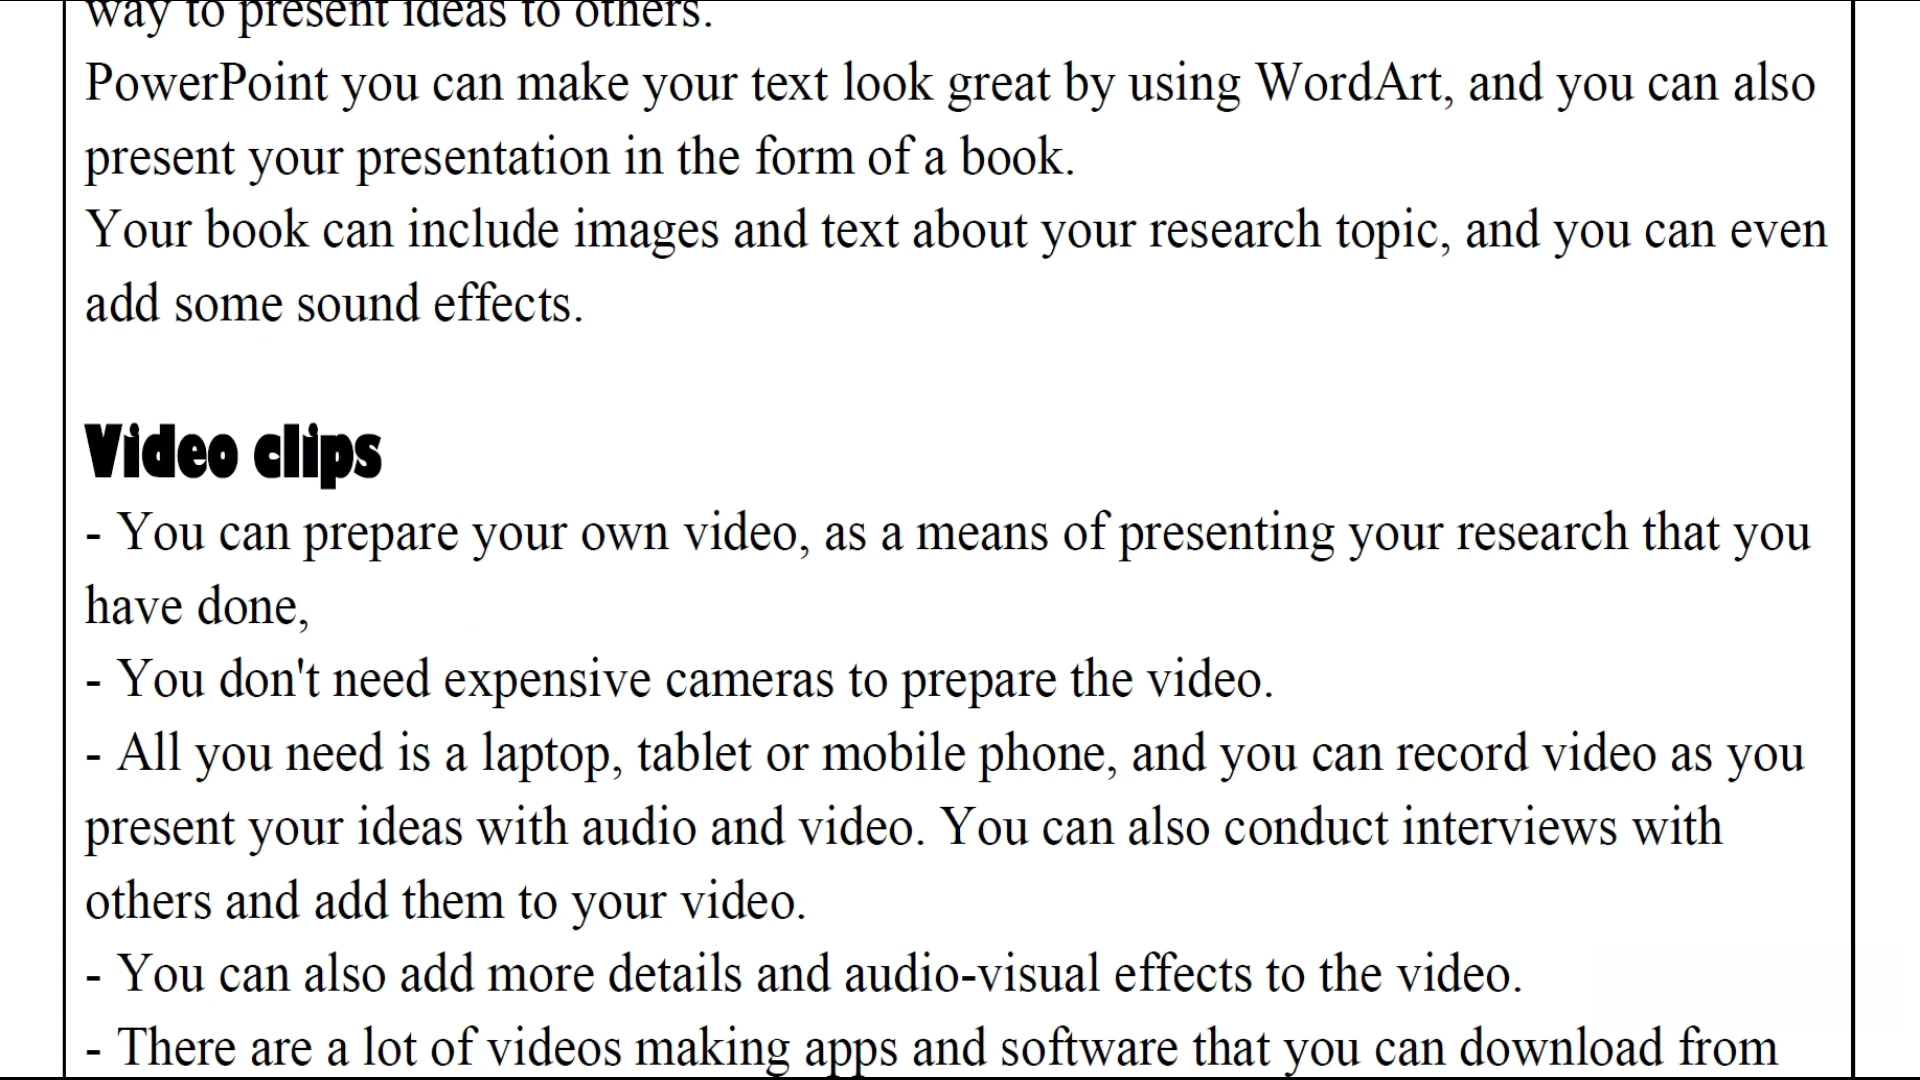 way to present ideas to others.
PowerPoint you can make your text look great by using WordArt, and you can also
present your presentation in the form of a book.
Your book can include images and text about your research topic, and you can even
add some sound effects.
Video clips
- You can prepare your own video, as a means of presenting your research that you
have done,
- You don't need expensive cameras to prepare the video.
- All you need is a laptop, tablet or mobile phone, and you can record video as you
present your ideas with audio and video. You can also conduct interviews with
others and add them to your video.
- You can also add more details and audio-visual effects to the video.
- There are a lot of videos making apps and software that you can download from